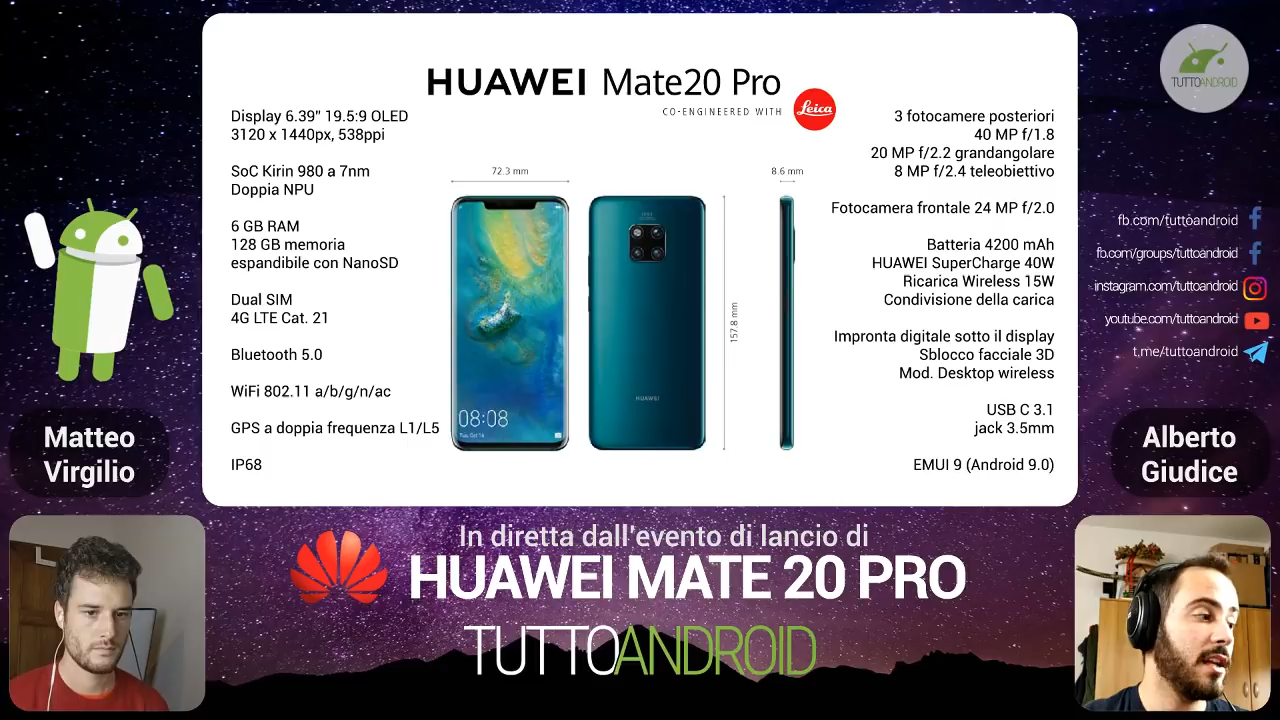 HUAWEI Mate20 Pro
CO-ENGINEERED WITH
Leica
TUTTOANDROID
Display 6.39" 19.5:9 OLED
3120 x 1440px, 538ppi
SoC Kirin 980 a 7nm
Doppia NPU
6 GB RAM
128 GB memoria
espandibile con NanoSD
Dual SIM
4G LTE Cat. 21
Bluetooth 5.0
WiFi 802.11 a/b/g/n/ac
GPS a doppia frequenza L1/L5
IP68
72.3 mm
8.6 mm
157.8 mm
08:08
Tue, Oct 16
HUAWEI
3 fotocamere posteriori
40 MP f/1.8
20 MP f/2.2 grandangolare
8 MP f/2.4 teleobiettivo
Fotocamera frontale 24 MP f/2.0
Batteria 4200 mAh
HUAWEI SuperCharge 40W
Ricarica Wireless 15W
Condivisione della carica
Impronta digitale sotto il display
Sblocco facciale 3D
Mod. Desktop wireless
USB C 3.1
jack 3.5mm
EMUI 9 (Android 9.0)
fb.com/tuttoandroid
fb.com/groups/tuttoandroid
instagram.com/tuttoandroid
youtube.com/tuttoandroid
t.me/tuttoandroid
Matteo
Virgilio
Alberto
Giudice
In diretta dall'evento di lancio di
HUAWEI MATE 20 PRO
TUTTOANDROID